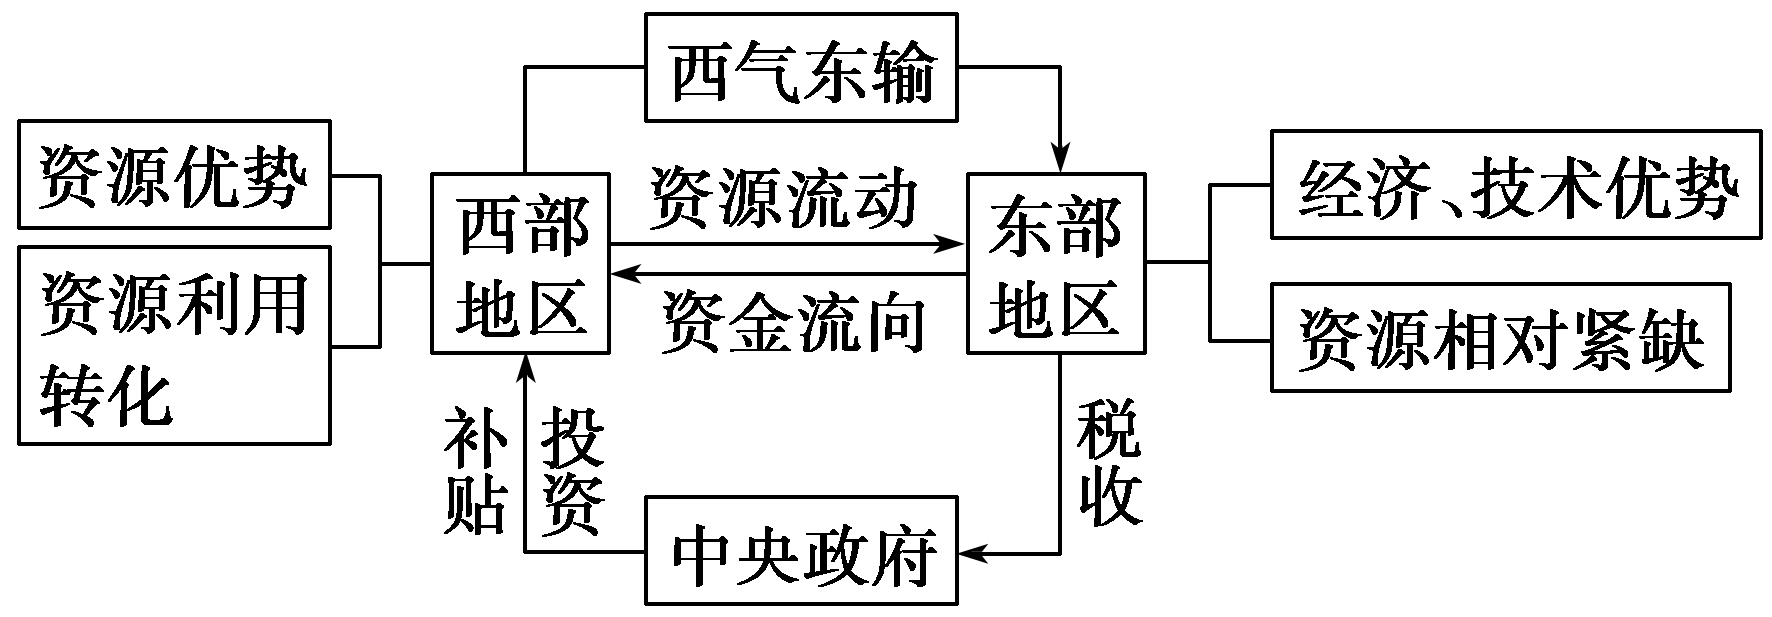 西气东输
资源优势
资源利用
转化
西部
地区
资源流动
资金流向
东部
地区
经济、技术优势
资源相对紧缺
补贴
投资
税收
中央政府